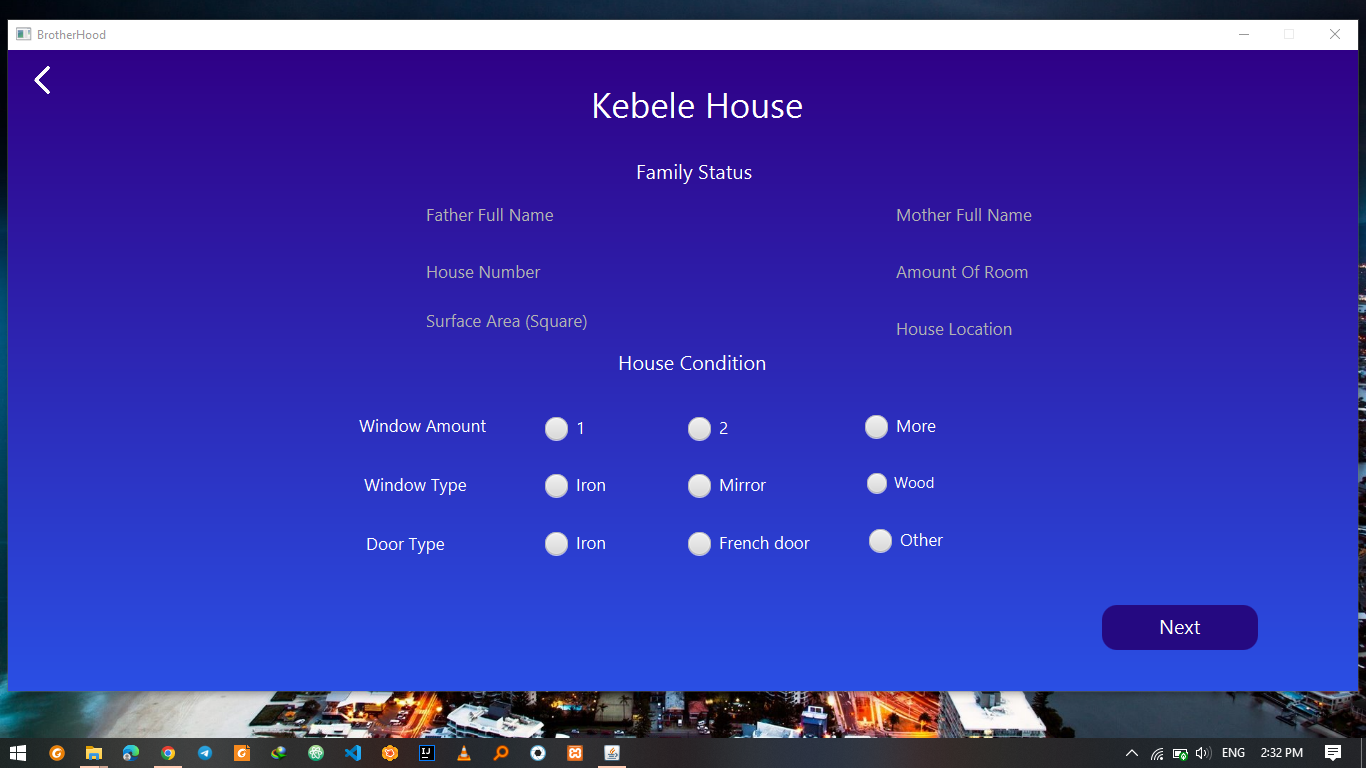 BrotherHood
Kebele House
Family Status
Father Full Name Mother Full Name
House Number Amount Of Room
Surface Area (Square) House Location
House Condition
Window Amount 1 2 More
Window Type Iron Mirror Wood
Door Type Iron French door Other
Next
ENG 2:32 PM